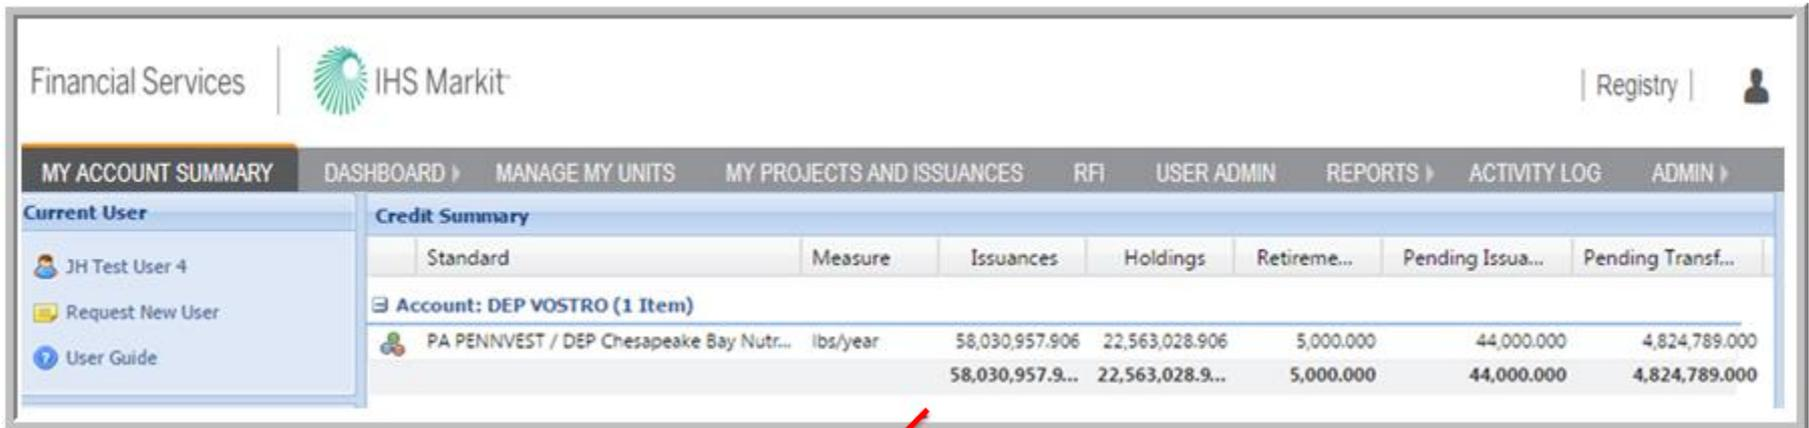 Financial Services
IHS Markit
| Registry |
MY ACCOUNT SUMMARY DASHBOARD MANAGE MY UNITS MY PROJECTS AND ISSUANCES RFI USER ADMIN REPORTS ACTIVITY LOG ADMIN
Current User
JH Test User 4
Request New User
User Guide
Credit Summary
Standard Measure Issuances Holdings Retireme... Pending Issua... Pending Transf...
Account: DEP VOSTRO (1 Item)
PA PENNVEST / DEP Chesapeake Bay Nutr... lbs/year 58,030,957.906 22,563,028.906 5,000.000 44,000.000 4,824,789.000
58,030,957.9... 22,563,028.9... 5,000.000 44,000.000 4,824,789.000